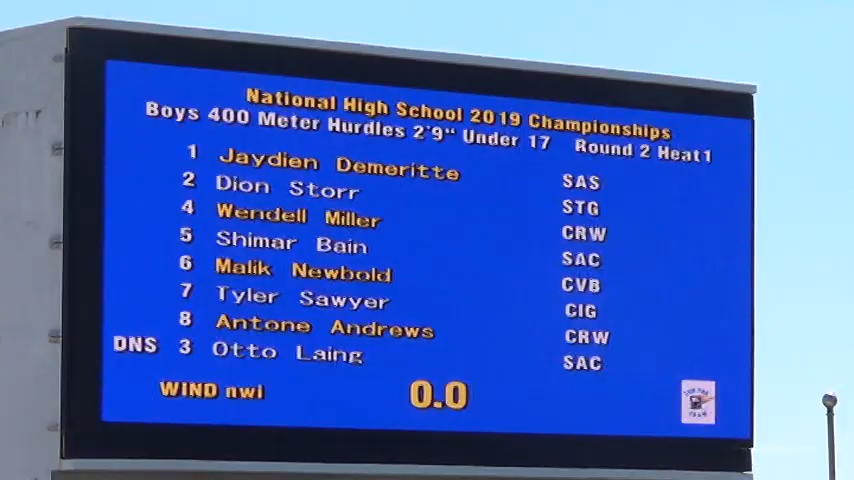 National High School 2019 Championships
Boys 400 Meter Hurdles 2'9" Under 17 Round 2 Heat1
1 Jaydien Demeritte SAS
2 Dion Storr STG
4 Wendell Miller CRW
5 Shimar Bain SAC
6 Malik Newbold CVB
7 Tyler Sawyer CIG
8 Antone Andrews CRW
DNS 3 Otto Laing SAC
WIND nwi 0.0